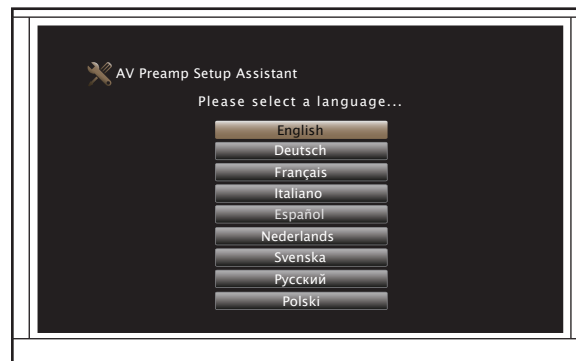 AV Preamp Setup Assistant
Please select a language...
English
Deutsch
Français
Italiano
Español
Nederlands
Svenska
Русский
Polski